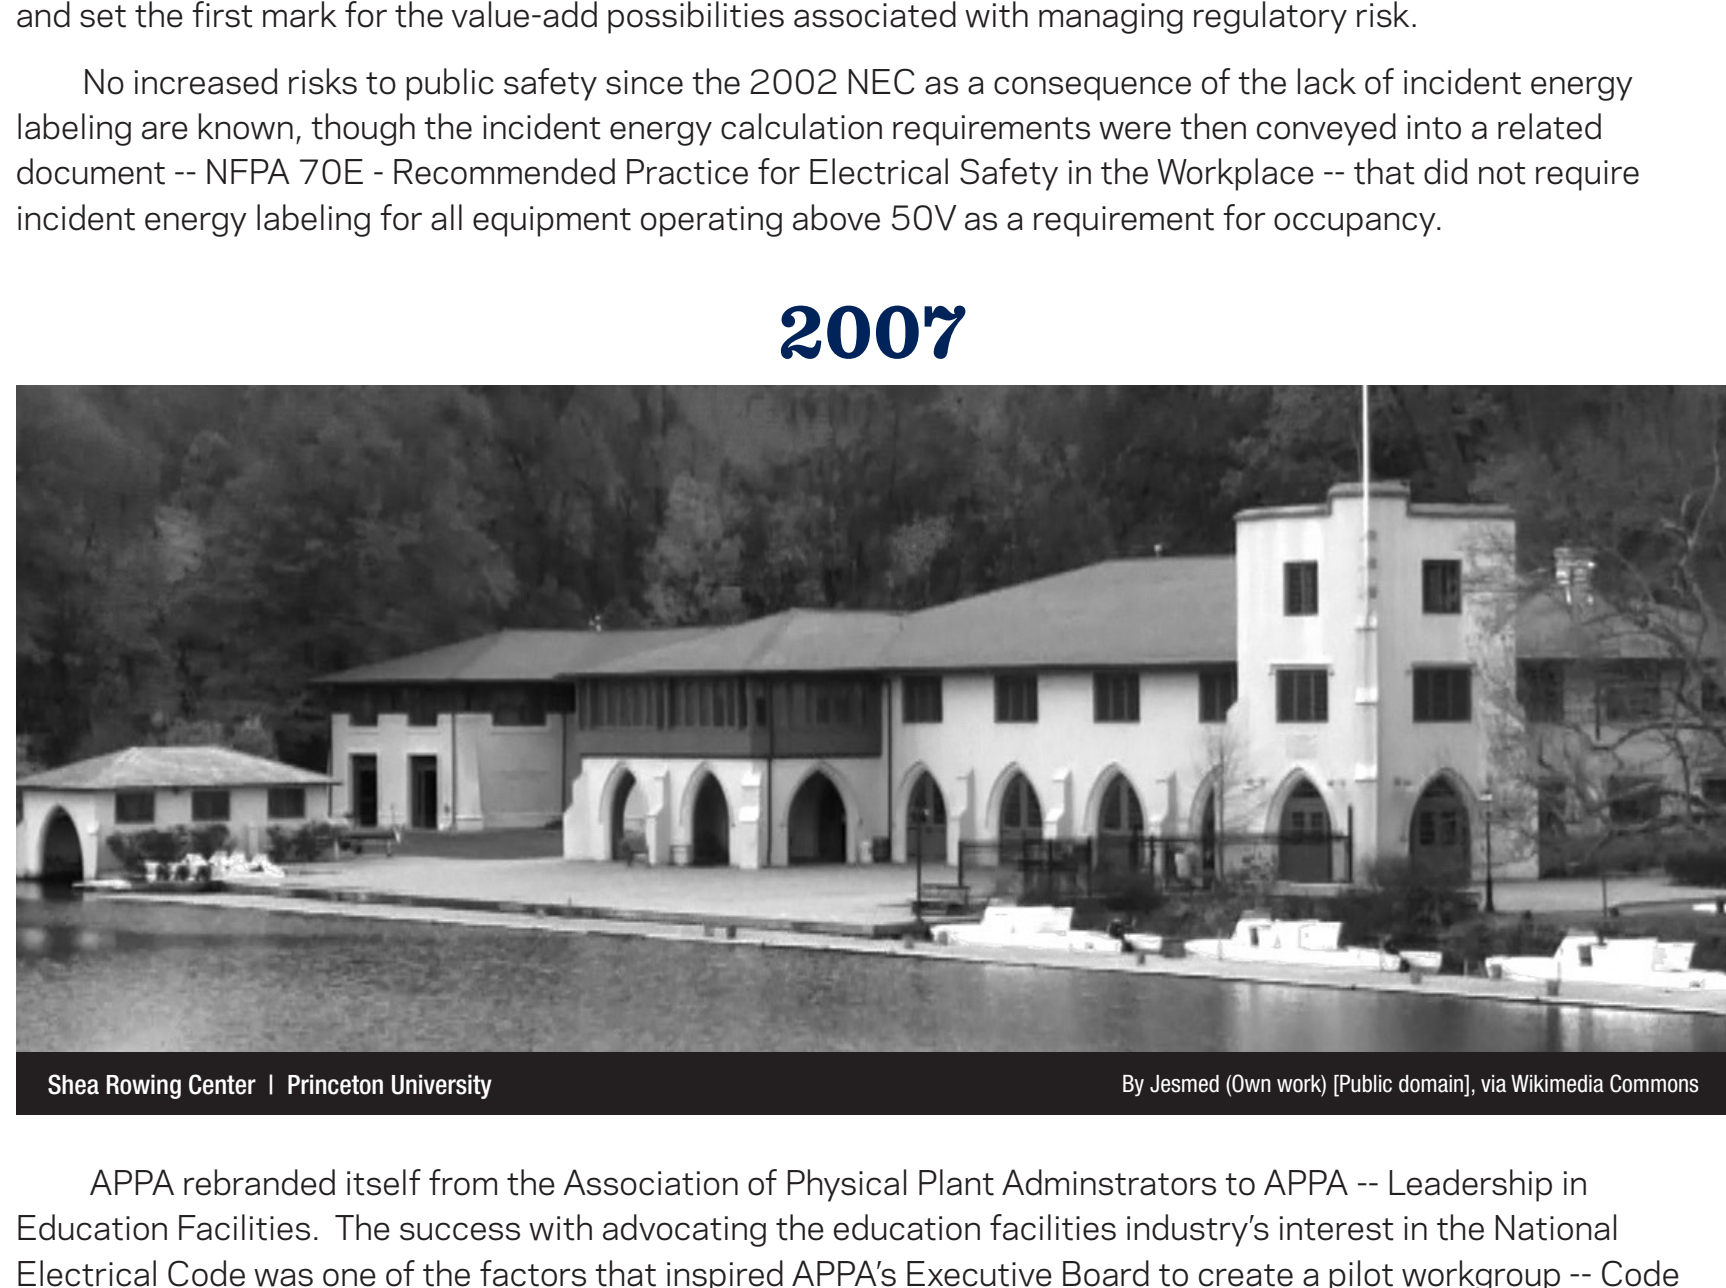 and set the first mark for the value-add possibilities associated with managing regulatory risk.
No increased risks to public safety since the 2002 NEC as a consequence of the lack of incident energy
labeling are known, though the incident energy calculation requirements were then conveyed into a related
document -- NFPA 70E - Recommended Practice for Electrical Safety in the Workplace -- that did not require
incident energy labeling for all equipment operating above 50V as a requirement for occupancy.
2007
Shea Rowing Center | Princeton University
By Jesmed (Own work) [Public domain], via Wikimedia Commons
APPA rebranded itself from the Association of Physical Plant Adminstrators to APPA -- Leadership in
Education Facilities. The success with advocating the education facilities industry's interest in the National
Electrical Code was one of the factors that inspired APPA's Executive Board to create a pilot workgroup -- Code